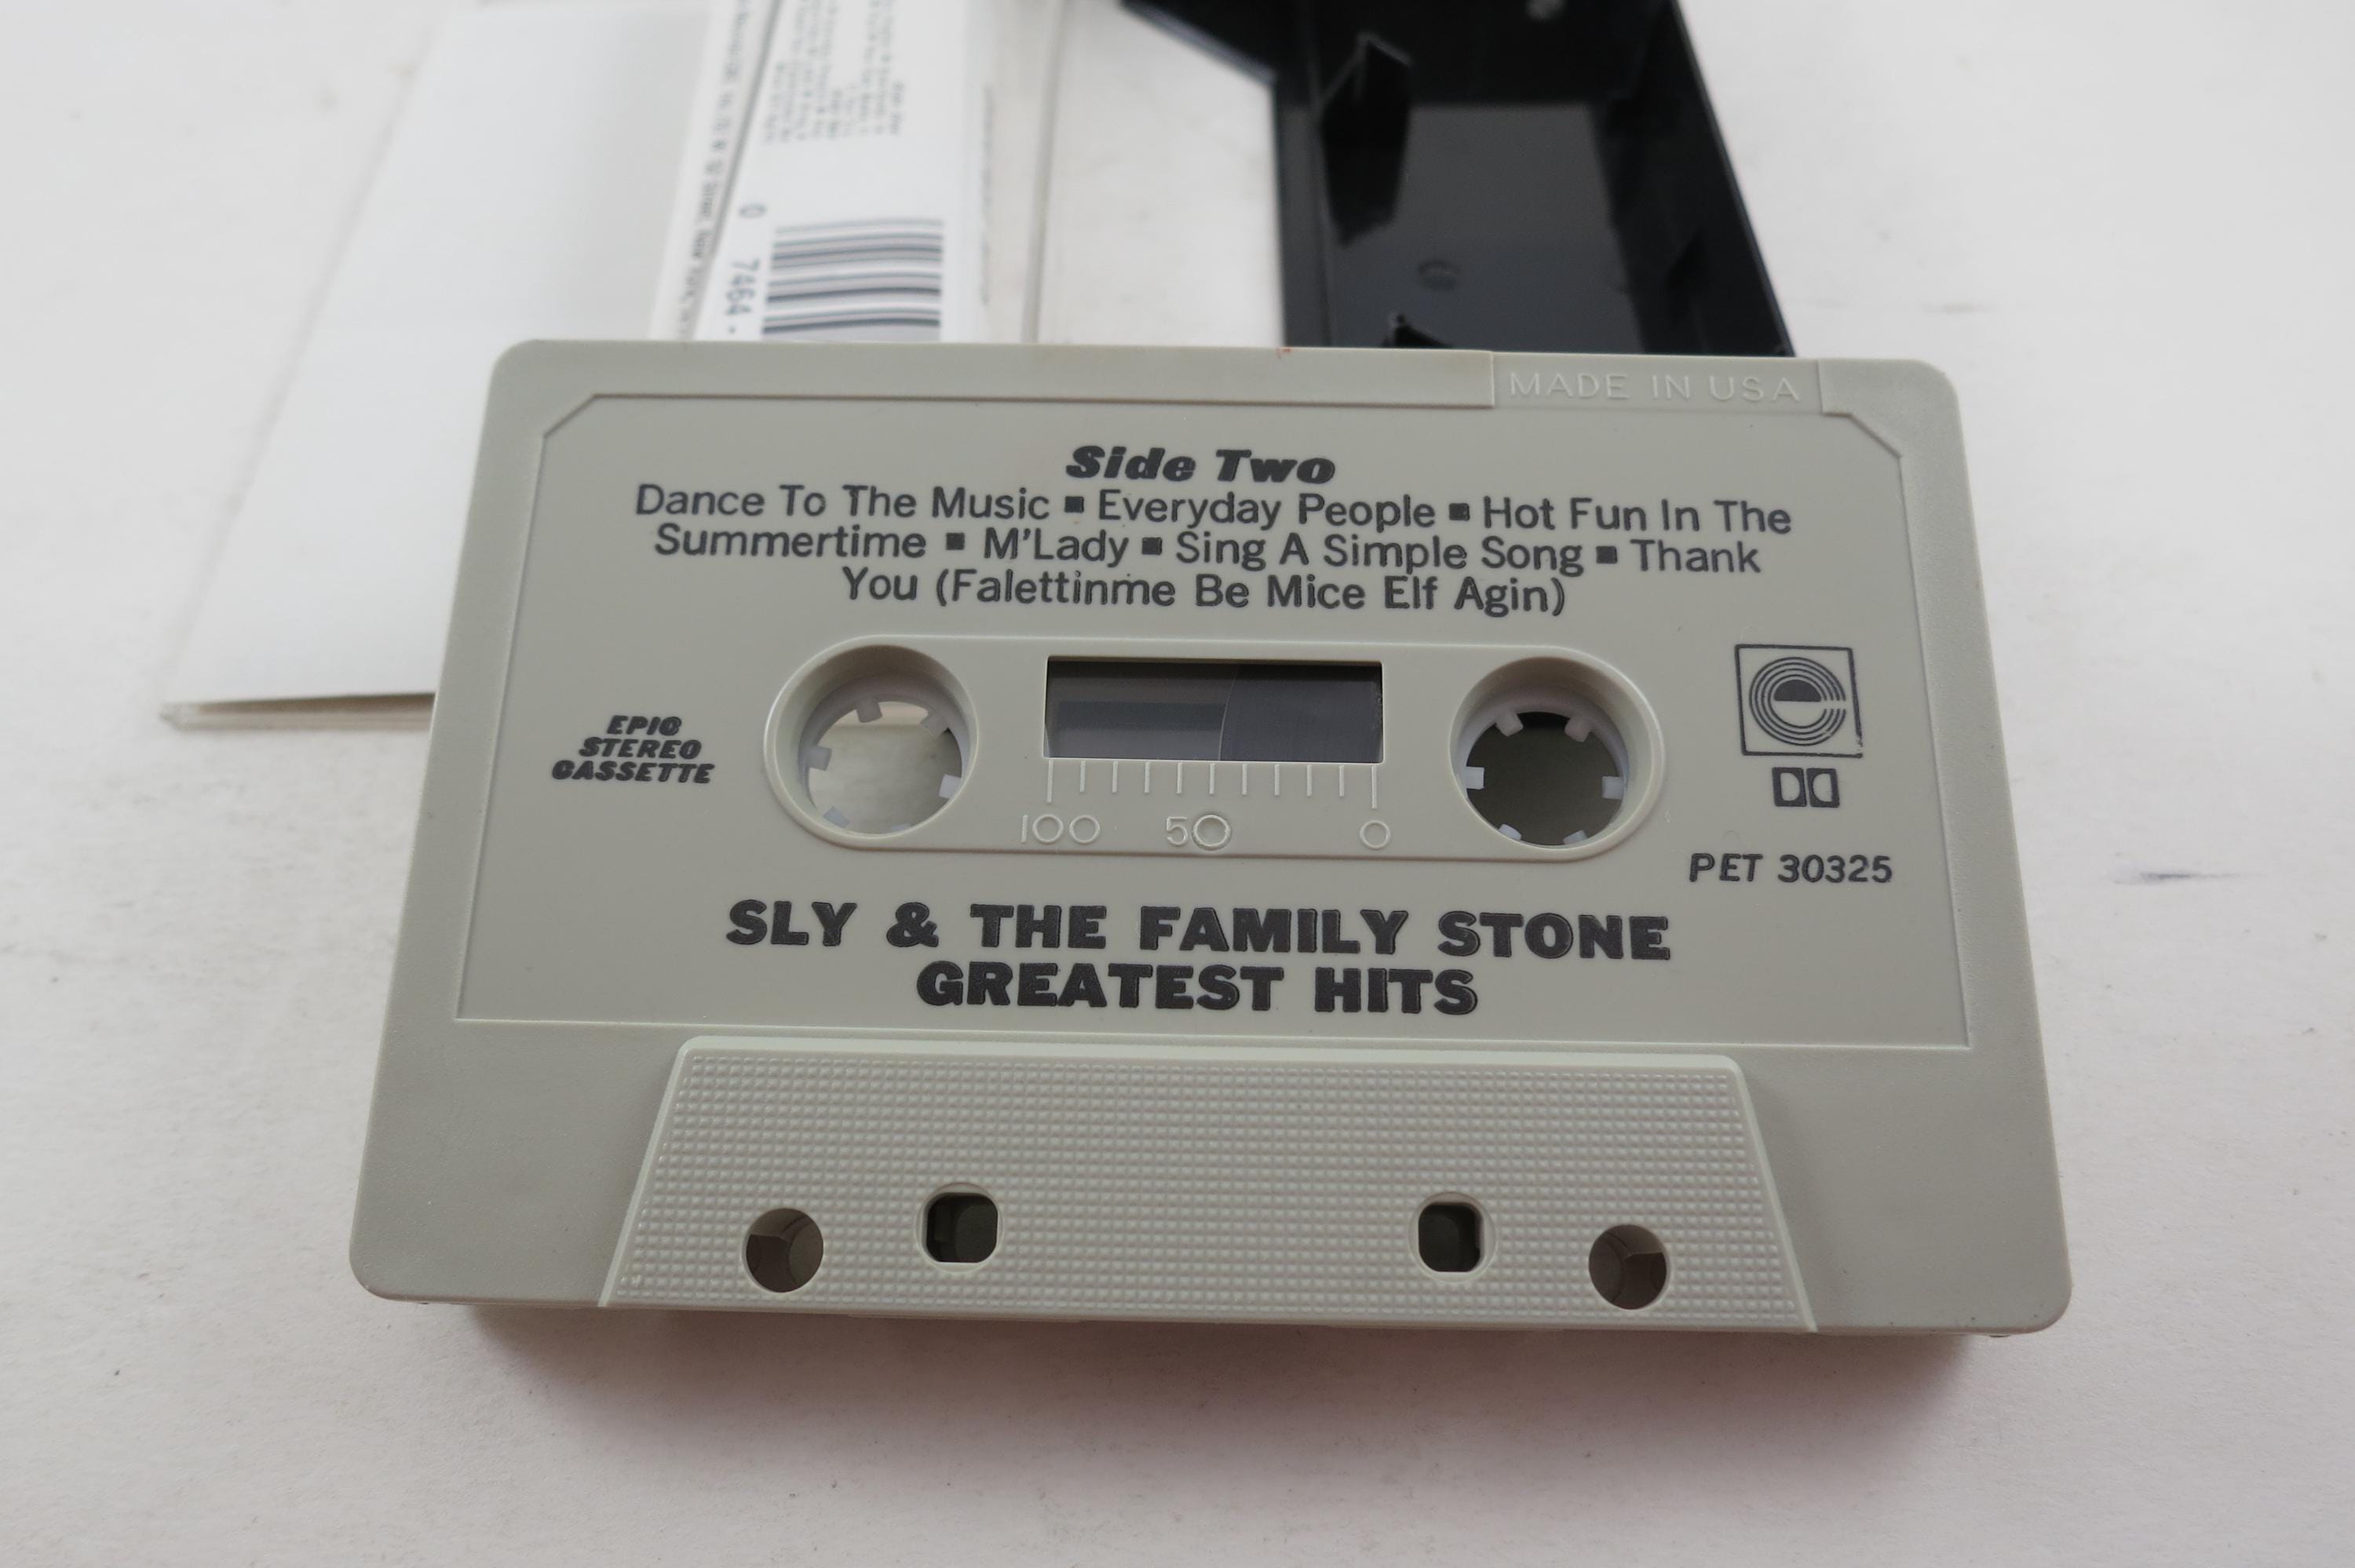 0 7464-
MADE IN USA
Side Two
Dance To The Music ▪ Everyday People ▪ Hot Fun In The
Summertime ▪ M'Lady ▪ Sing A Simple Song ▪ Thank
You (Falettinme Be Mice Elf Agin)
EPIC
STEREO
CASSETTE
100 50 0
PET 30325
SLY & THE FAMILY STONE
GREATEST HITS